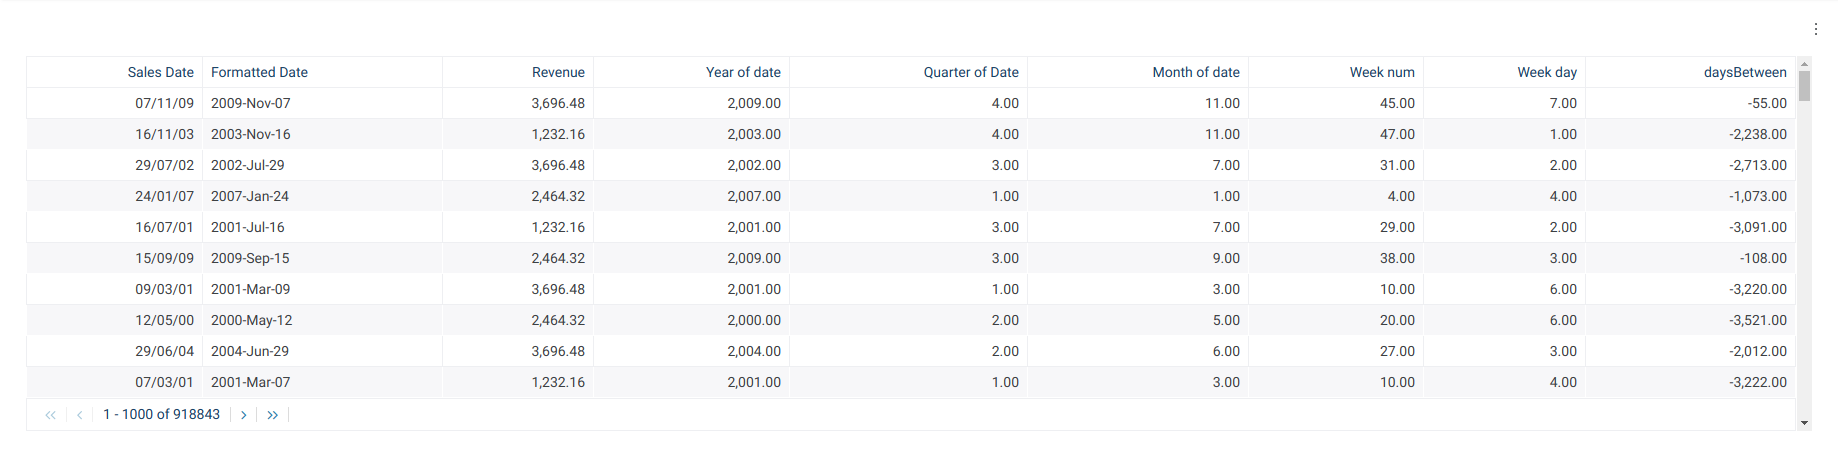 Sales Date Formatted Date Revenue Year of date Quarter of Date Month of date Week num Week day daysBetween
07/11/09 2009-Nov-07 3,696.48 2,009.00 4.00 11.00 45.00 7.00 -55.00
16/11/03 2003-Nov-16 1,232.16 2,003.00 4.00 11.00 47.00 1.00 -2,238.00
29/07/02 2002-Jul-29 3,696.48 2,002.00 3.00 7.00 31.00 2.00 -2,713.00
24/01/07 2007-Jan-24 2,464.32 2,007.00 1.00 1.00 4.00 4.00 -1,073.00
16/07/01 2001-Jul-16 1,232.16 2,001.00 3.00 7.00 29.00 2.00 -3,091.00
15/09/09 2009-Sep-15 2,464.32 2,009.00 3.00 9.00 38.00 3.00 -108.00
09/03/01 2001-Mar-09 3,696.48 2,001.00 1.00 3.00 10.00 6.00 -3,220.00
12/05/00 2000-May-12 2,464.32 2,000.00 2.00 5.00 20.00 6.00 -3,521.00
29/06/04 2004-Jun-29 3,696.48 2,004.00 2.00 6.00 27.00 3.00 -2,012.00
07/03/01 2001-Mar-07 1,232.16 2,001.00 1.00 3.00 10.00 4.00 -3,222.00
1 - 1000 of 918843